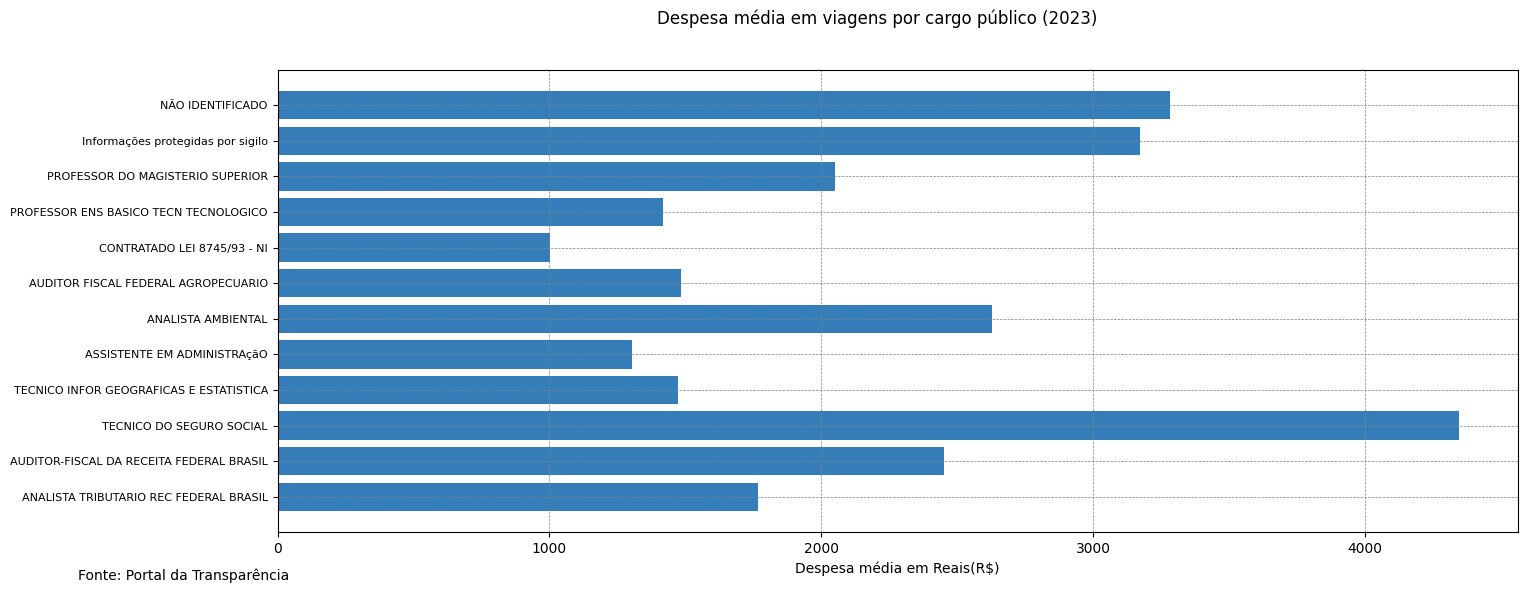 Despesa média em viagens por cargo público (2023)
NÃO IDENTIFICADO
Informações protegidas por sigilo
PROFESSOR DO MAGISTERIO SUPERIOR
PROFESSOR ENS BASICO TECN TECNOLOGICO
CONTRATADO LEI 8745/93 - NI
AUDITOR FISCAL FEDERAL AGROPECUARIO
ANALISTA AMBIENTAL
ASSISTENTE EM ADMINISTRAçãO
TECNICO INFOR GEOGRAFICAS E ESTATISTICA
TECNICO DO SEGURO SOCIAL
AUDITOR-FISCAL DA RECEITA FEDERAL BRASIL
ANALISTA TRIBUTARIO REC FEDERAL BRASIL
0 1000 2000 3000 4000
Despesa média em Reais(R$)
Fonte: Portal da Transparência